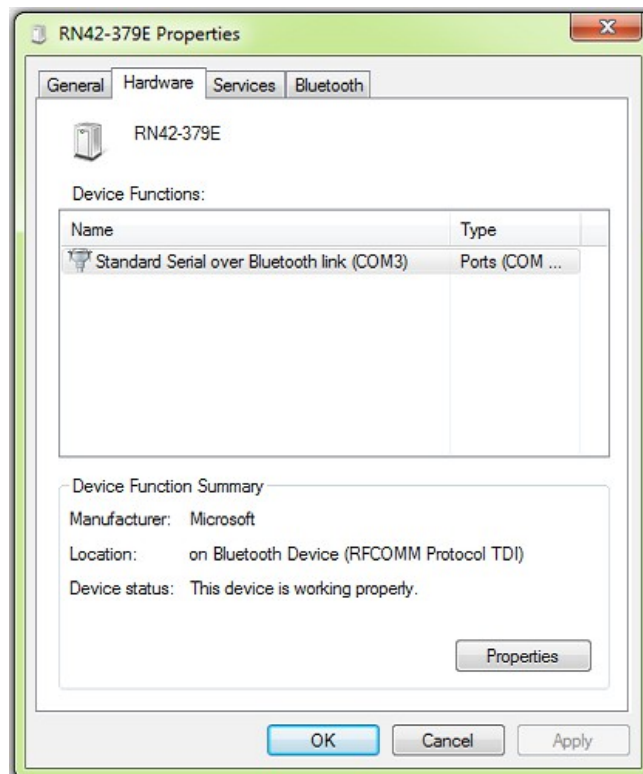 RN42-379E Properties
General Hardware Services Bluetooth
RN42-379E
Device Functions:
Name Type
Standard Serial over Bluetooth link (COM3) Ports (COM ...
Device Function Summary
Manufacturer: Microsoft
Location: on Bluetooth Device (RFCOMM Protocol TDI)
Device status: This device is working properly.
Properties
OK Cancel Apply